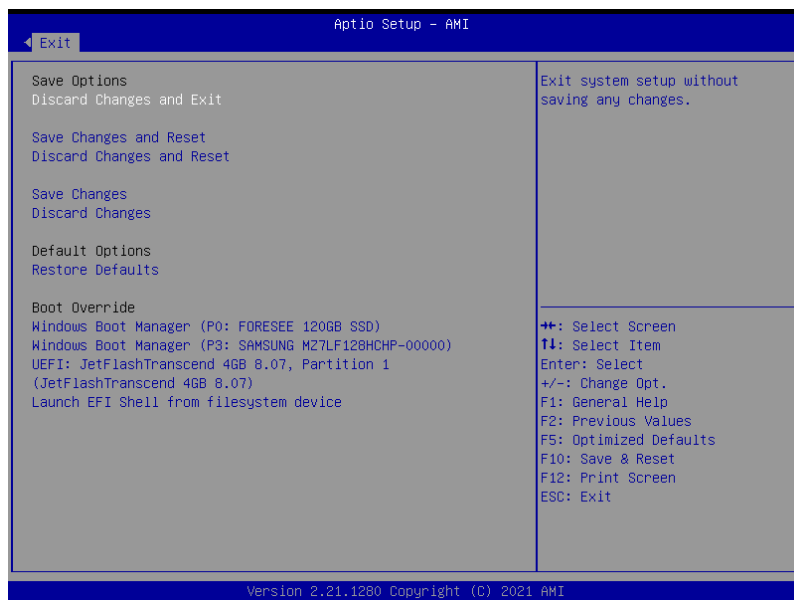 Aptio Setup – AMI
Exit
Save Options
Discard Changes and Exit
Save Changes and Reset
Discard Changes and Reset
Save Changes
Discard Changes
Default Options
Restore Defaults
Boot Override
Windows Boot Manager (P0: FORESEE 120GB SSD)
Windows Boot Manager (P3: SAMSUNG MZ7LF128HCHP-00000)
UEFI: JetFlashTranscend 4GB 8.07, Partition 1
(JetFlashTranscend 4GB 8.07)
Launch EFI Shell from filesystem device
Exit system setup without
saving any changes.
→←: Select Screen
↑↓: Select Item
Enter: Select
+/-: Change Opt.
F1: General Help
F2: Previous Values
F5: Optimized Defaults
F10: Save & Reset
F12: Print Screen
ESC: Exit
Version 2.21.1280 Copyright (C) 2021 AMI